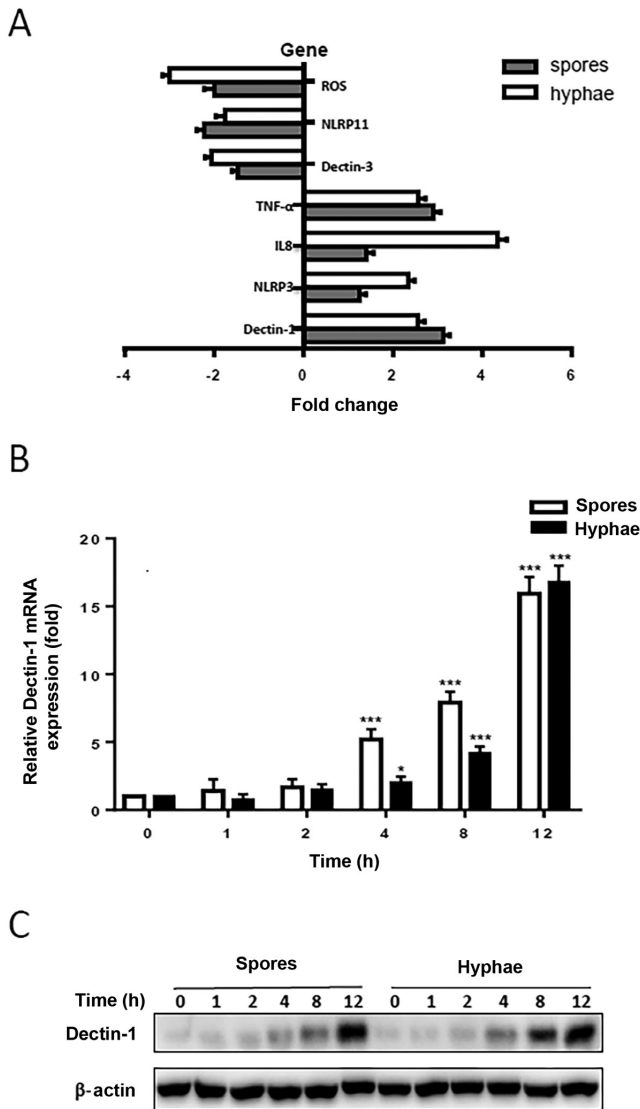 A
Gene
spores
hyphae
ROS
NLRP11
Dectin-3
TNF-α
IL8
NLRP3
Dectin-1
-4 -2 0 2 4 6
Fold change
B
Spores
Hyphae
Relative Dectin-1 mRNA
expression (fold)
20
15
10
5
0
*** * *** *** *** ***
0 1 2 4 8 12
Time (h)
C
Spores Hyphae
Time (h) 0 1 2 4 8 12 0 1 2 4 8 12
Dectin-1
β-actin